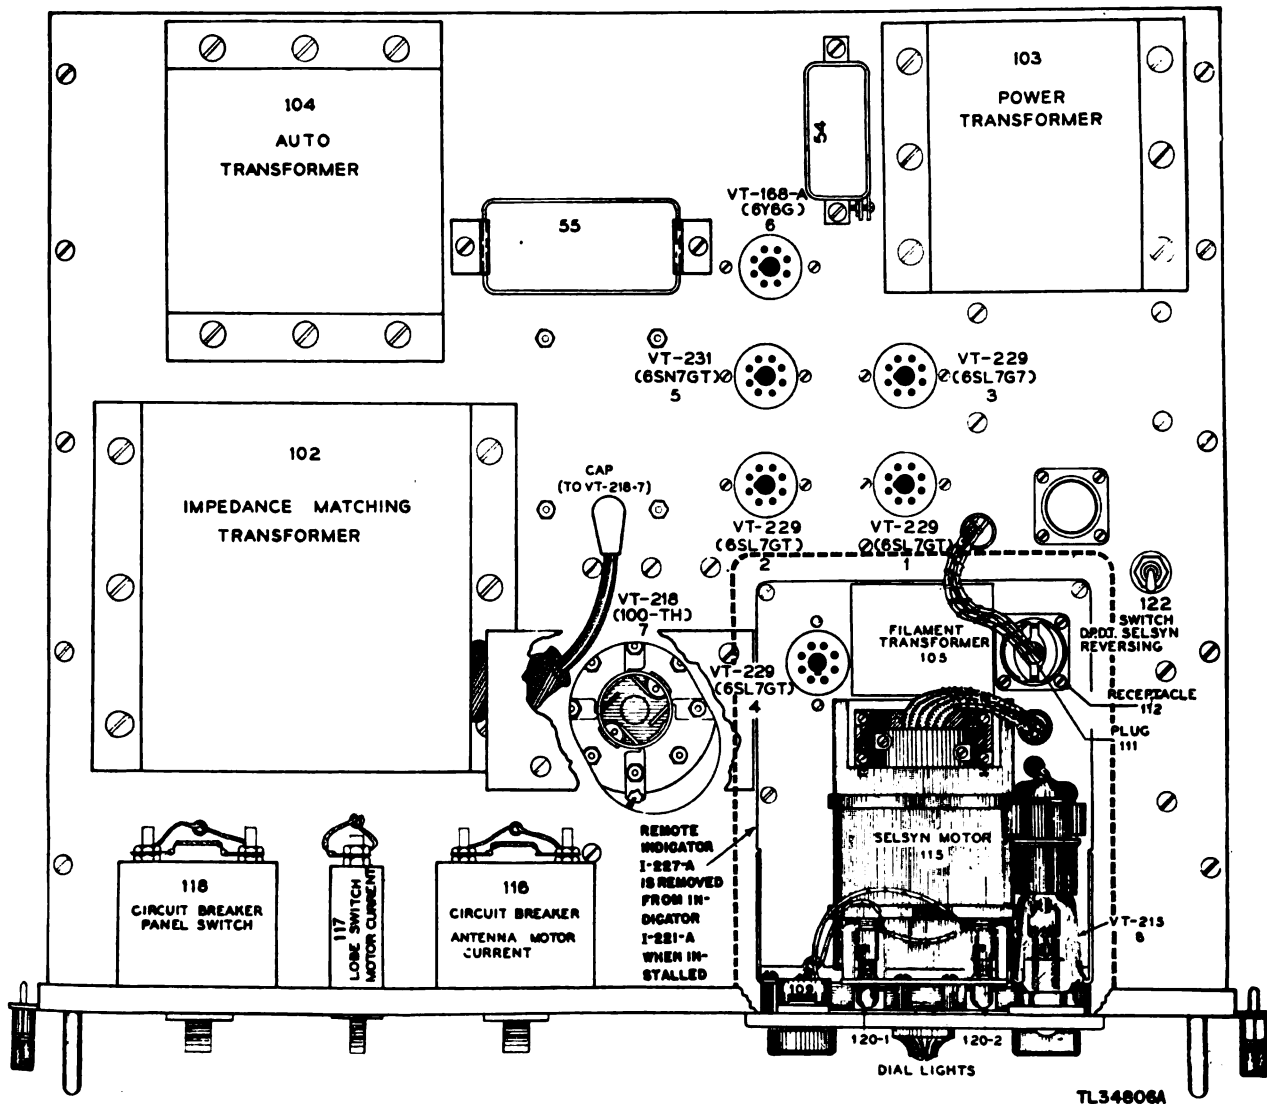 104
AUTO
TRANSFORMER
103
POWER
TRANSFORMER
54
55
VT-168-A
(6Y6G)
6
VT-231
(6SN7GT)
5
VT-229
(6SL7G7)
3
102
IMPEDANCE MATCHING
TRANSFORMER
CAP
(TO VT-218-7)
VT-229
(6SL7GT)
2
VT-229
(6SL7GT)
1
VT-218
(100-TH)
7
122
SWITCH
D.P.D.T. SELSYN
REVERSING
FILAMENT
TRANSFORMER
105
VT-229
(6SL7GT)
4
RECEPTACLE
112
PLUG
111
REMOTE
INDICATOR
I-227-A
IS REMOVED
FROM IN-
DICATOR
I-221-A
WHEN IN-
STALLED
SELSYN MOTOR
115
118
CIRCUIT BREAKER
PANEL SWITCH
117
LOBE SWITCH
MOTOR CURRENT
116
CIRCUIT BREAKER
ANTENNA MOTOR
CURRENT
VT-215
8
109
120-1
120-2
DIAL LIGHTS
TL34806A